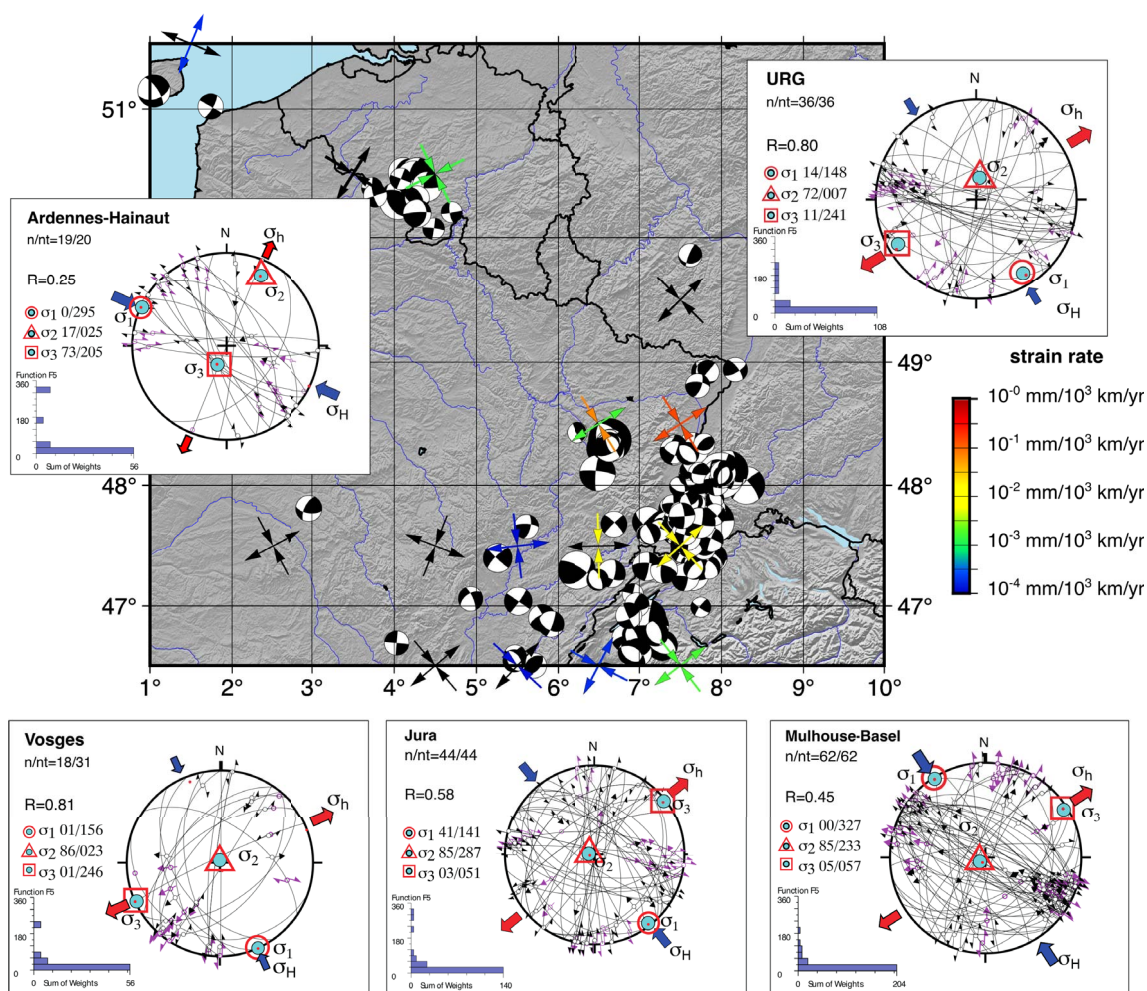 51°
49°
48°
47°
1°
2°
3°
4°
5°
6°
7°
8°
9°
10°
48°
47°
URG
n/nt=36/36
R=0.80
σ1 14/148
σ2 72/007
σ3 11/241
Function F5
360
180
0
0
Sum of Weights
108
N
σh
σ2
σ3
σ1
σH
Ardennes-Hainaut
n/nt=19/20
R=0.25
σ1 0/295
σ2 17/025
σ3 73/205
Function F5
360
180
0
0
Sum of Weights
56
N
σh
σ2
σ1
σ3
σH
49°
48°
47°
strain rate
10⁻⁰ mm/10³ km/yr
10⁻¹ mm/10³ km/yr
10⁻² mm/10³ km/yr
10⁻³ mm/10³ km/yr
10⁻⁴ mm/10³ km/yr
Vosges
n/nt=18/31
R=0.81
σ1 01/156
σ2 86/023
σ3 01/246
Function F5
360
180
0
0
Sum of Weights
56
N
σh
σ2
σ3
σ1
σH
Jura
n/nt=44/44
R=0.58
σ1 41/141
σ2 85/287
σ3 03/051
Function F5
360
180
0
0
Sum of Weights
140
N
σh
σ3
σ2
σ1
σH
Mulhouse-Basel
n/nt=62/62
R=0.45
σ1 00/327
σ2 85/233
σ3 05/057
Function F5
360
180
0
0
Sum of Weights
204
N
σ1
σh
σ3
σ2
σH